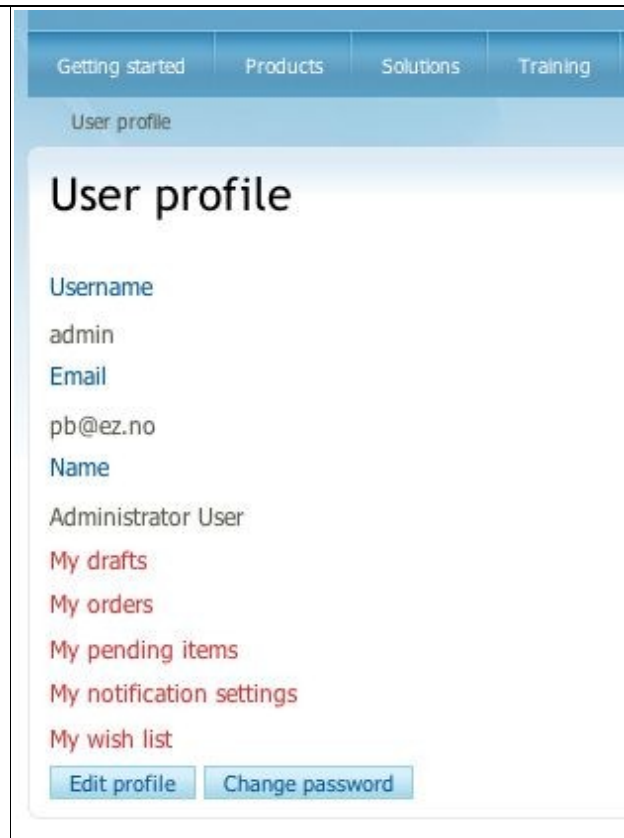 Getting started Products Solutions Training
User profile
User profile
Username
admin
Email
pb@ez.no
Name
Administrator User
My drafts
My orders
My pending items
My notification settings
My wish list
Edit profile Change password